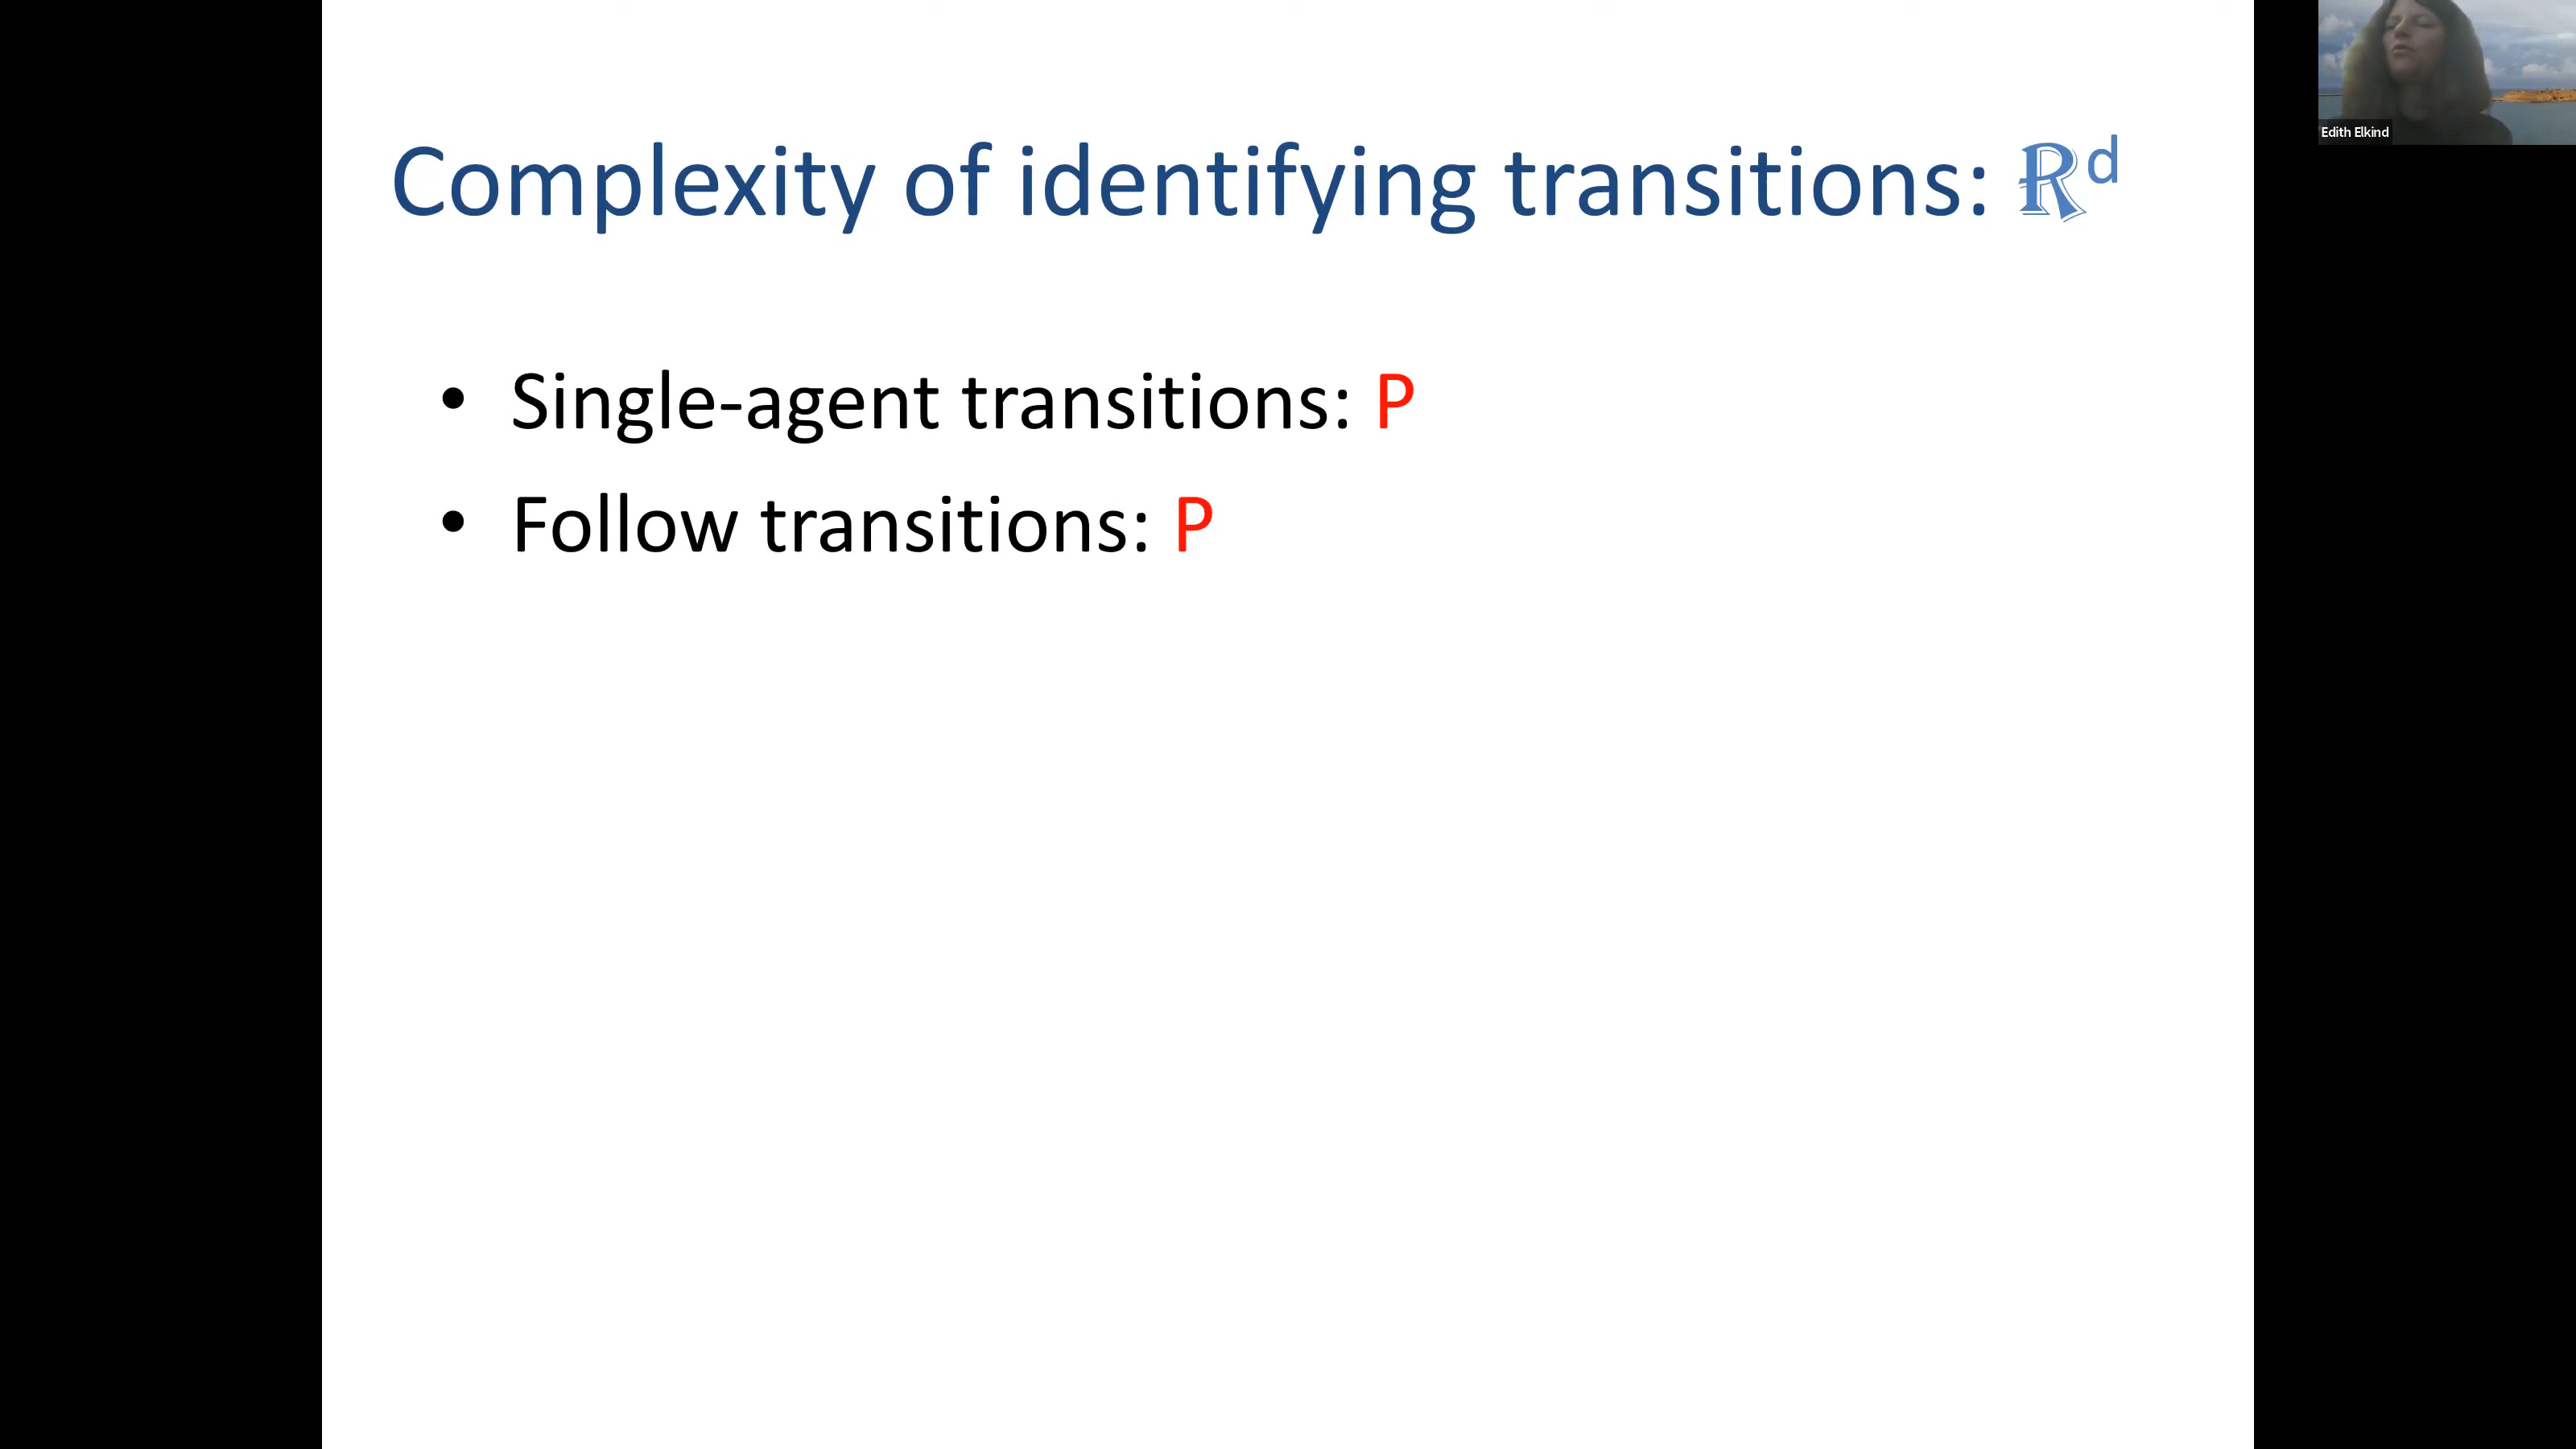 Complexity of identifying transitions: ℝᵈ
• Single-agent transitions: P
• Follow transitions: P
Edith Elkind